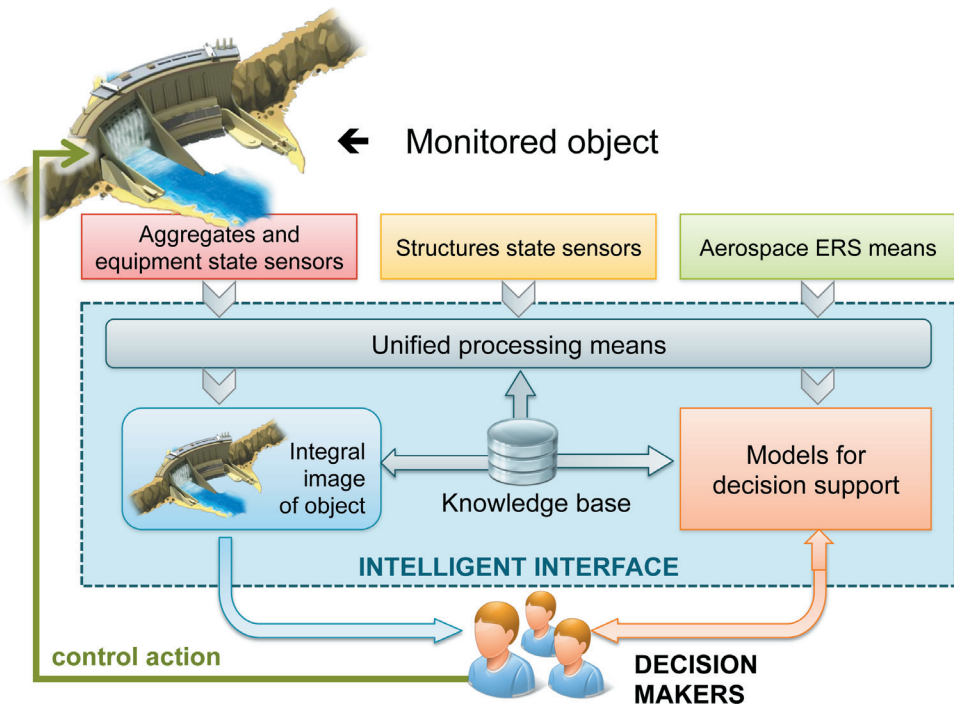 Monitored object
Aggregates and
equipment state sensors
Structures state sensors
Aerospace ERS means
Unified processing means
Integral
image
of object
Knowledge base
Models for
decision support
INTELLIGENT INTERFACE
control action
DECISION
MAKERS